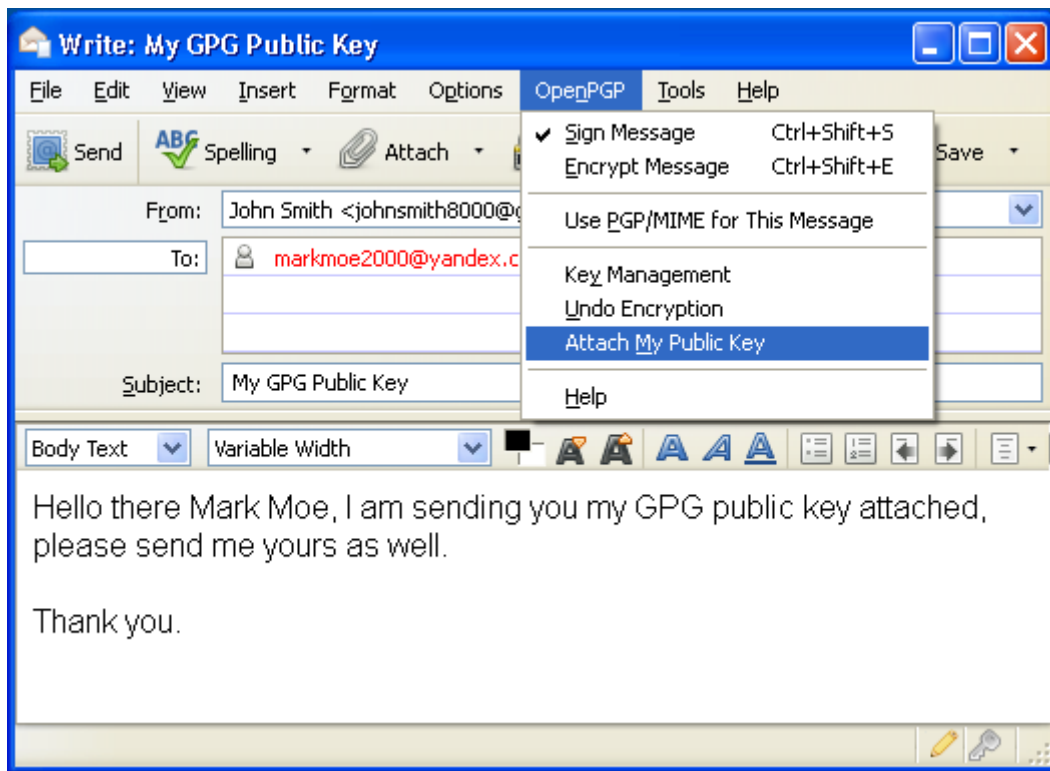 Write: My GPG Public Key
File Edit View Insert Format Options OpenPGP Tools Help
Send ABC Spelling Attach Save
Sign Message Ctrl+Shift+S
Encrypt Message Ctrl+Shift+E
Use PGP/MIME for This Message
Key Management
Undo Encryption
Attach My Public Key
Help
From: John Smith <johnsmith8000@g
To: markmoe2000@yandex.c
Subject: My GPG Public Key
Body Text Variable Width
Hello there Mark Moe, I am sending you my GPG public key attached,
please send me yours as well.
Thank you.